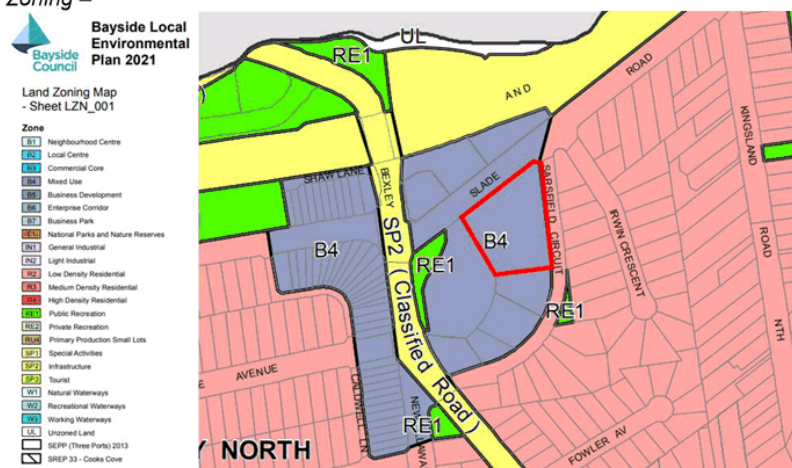 Zoning –
Bayside Council
Bayside Local
Environmental
Plan 2021
Land Zoning Map
- Sheet LZN_001
Zone
B1 Neighbourhood Centre
B2 Local Centre
B3 Commercial Core
B4 Mixed Use
B5 Business Development
B6 Enterprise Corridor
B7 Business Park
National Parks and Nature Reserves
IN1 General Industrial
IN2 Light Industrial
R2 Low Density Residential
R3 Medium Density Residential
R4 High Density Residential
RE1 Public Recreation
RE2 Private Recreation
RU4 Primary Production Small Lots
SP1 Special Activities
SP2 Infrastructure
SP3 Tourist
W1 Natural Waterways
W2 Recreational Waterways
W3 Working Waterways
UL Unzoned Land
SEPP (Three Ports) 2013
SREP 33 - Cooks Cove
UL
RE1
AND
ROAD
KINGSLAND
ROAD
NTH
SHAW LANE
BEXLEY
SLADE
SARSFIELD CIRCUIT
IRWIN CRESCENT
B4
SP2 (Classified Road)
RE1
B4
RE1
AVENUE
CALDWELL LN
RE1
FOWLER AV
NORTH